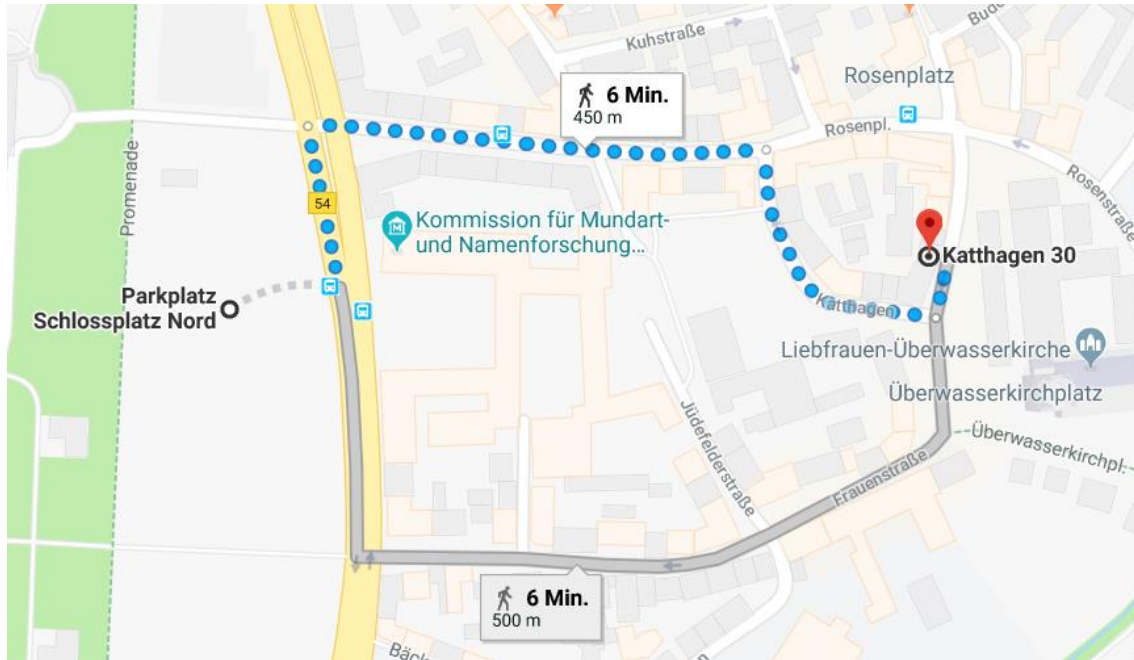 Kuhstraße
Rosenplatz
6 Min.
450 m
Rosenpl.
Promenade
Rosenstraße
54
Kommission für Mundart-
und Namenforschung...
Katthagen 30
Parkplatz
Schlossplatz Nord
Katthagen
Liebfrauen-Überwasserkirche
Überwasserkirchplatz
Jüdefelderstraße
Überwasserkirchpl.
Frauenstraße
6 Min.
500 m